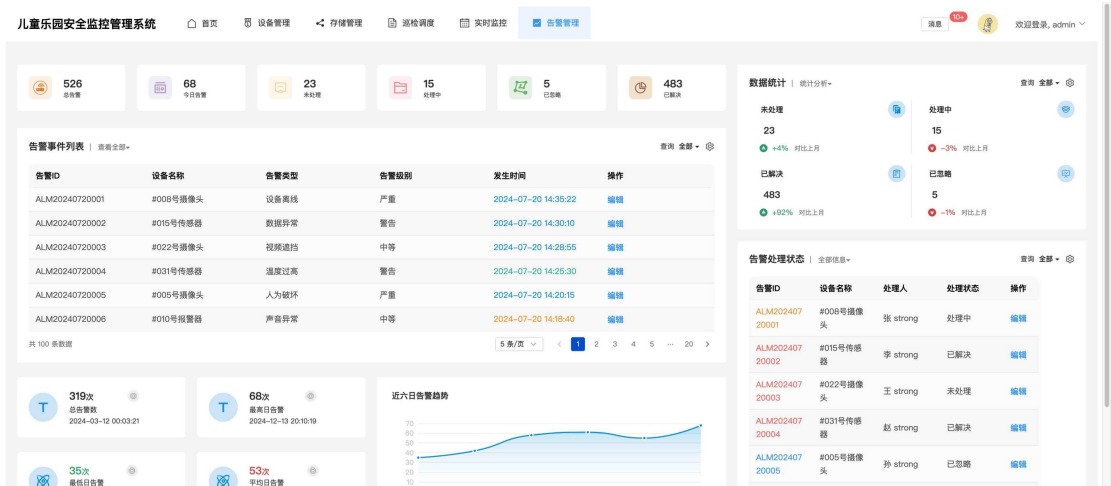 儿童乐园安全监控管理系统 首页 设备管理 存储管理 巡检调度 实时监控 告警管理 消息 10+ 欢迎登录, admin
526 总告警
68 今日告警
23 未处理
15 处理中
5 已忽略
483 已解决
告警事件列表 | 查看全部 查询 全部
告警ID 设备名称 告警类型 告警级别 发生时间 操作
ALM20240720001 #008号摄像头 设备离线 严重 2024-07-20 14:35:22 编辑
ALM20240720002 #015号传感器 数据异常 警告 2024-07-20 14:30:10 编辑
ALM20240720003 #022号摄像头 视频遮挡 中等 2024-07-20 14:28:55 编辑
ALM20240720004 #031号传感器 温度过高 警告 2024-07-20 14:25:30 编辑
ALM20240720005 #005号摄像头 人为破坏 严重 2024-07-20 14:20:15 编辑
ALM20240720006 #010号报警器 声音异常 中等 2024-07-20 14:18:40 编辑
共 100 条数据 5 条/页 < 1 2 3 4 5 ... 20 >
T 319次
总告警数
2024-03-12 00:03:21
T 68次
最高日告警
2024-12-13 20:10:19
35次
最低日告警
53次
平均日告警
近六日告警趋势
70
60
50
40
30
20
10
数据统计 | 统计分析 查询 全部
未处理
23
+4% 对比上月
处理中
15
-3% 对比上月
已解决
483
+92% 对比上月
已忽略
5
-1% 对比上月
告警处理状态 | 全部信息 查询 全部
告警ID 设备名称 处理人 处理状态 操作
ALM20240720001 #008号摄像头 张 strong 处理中 编辑
ALM20240720002 #015号传感器 李 strong 已解决 编辑
ALM20240720003 #022号摄像头 王 strong 未处理 编辑
ALM20240720004 #031号传感器 赵 strong 已解决 编辑
ALM20240720005 #005号摄像头 孙 strong 已忽略 编辑